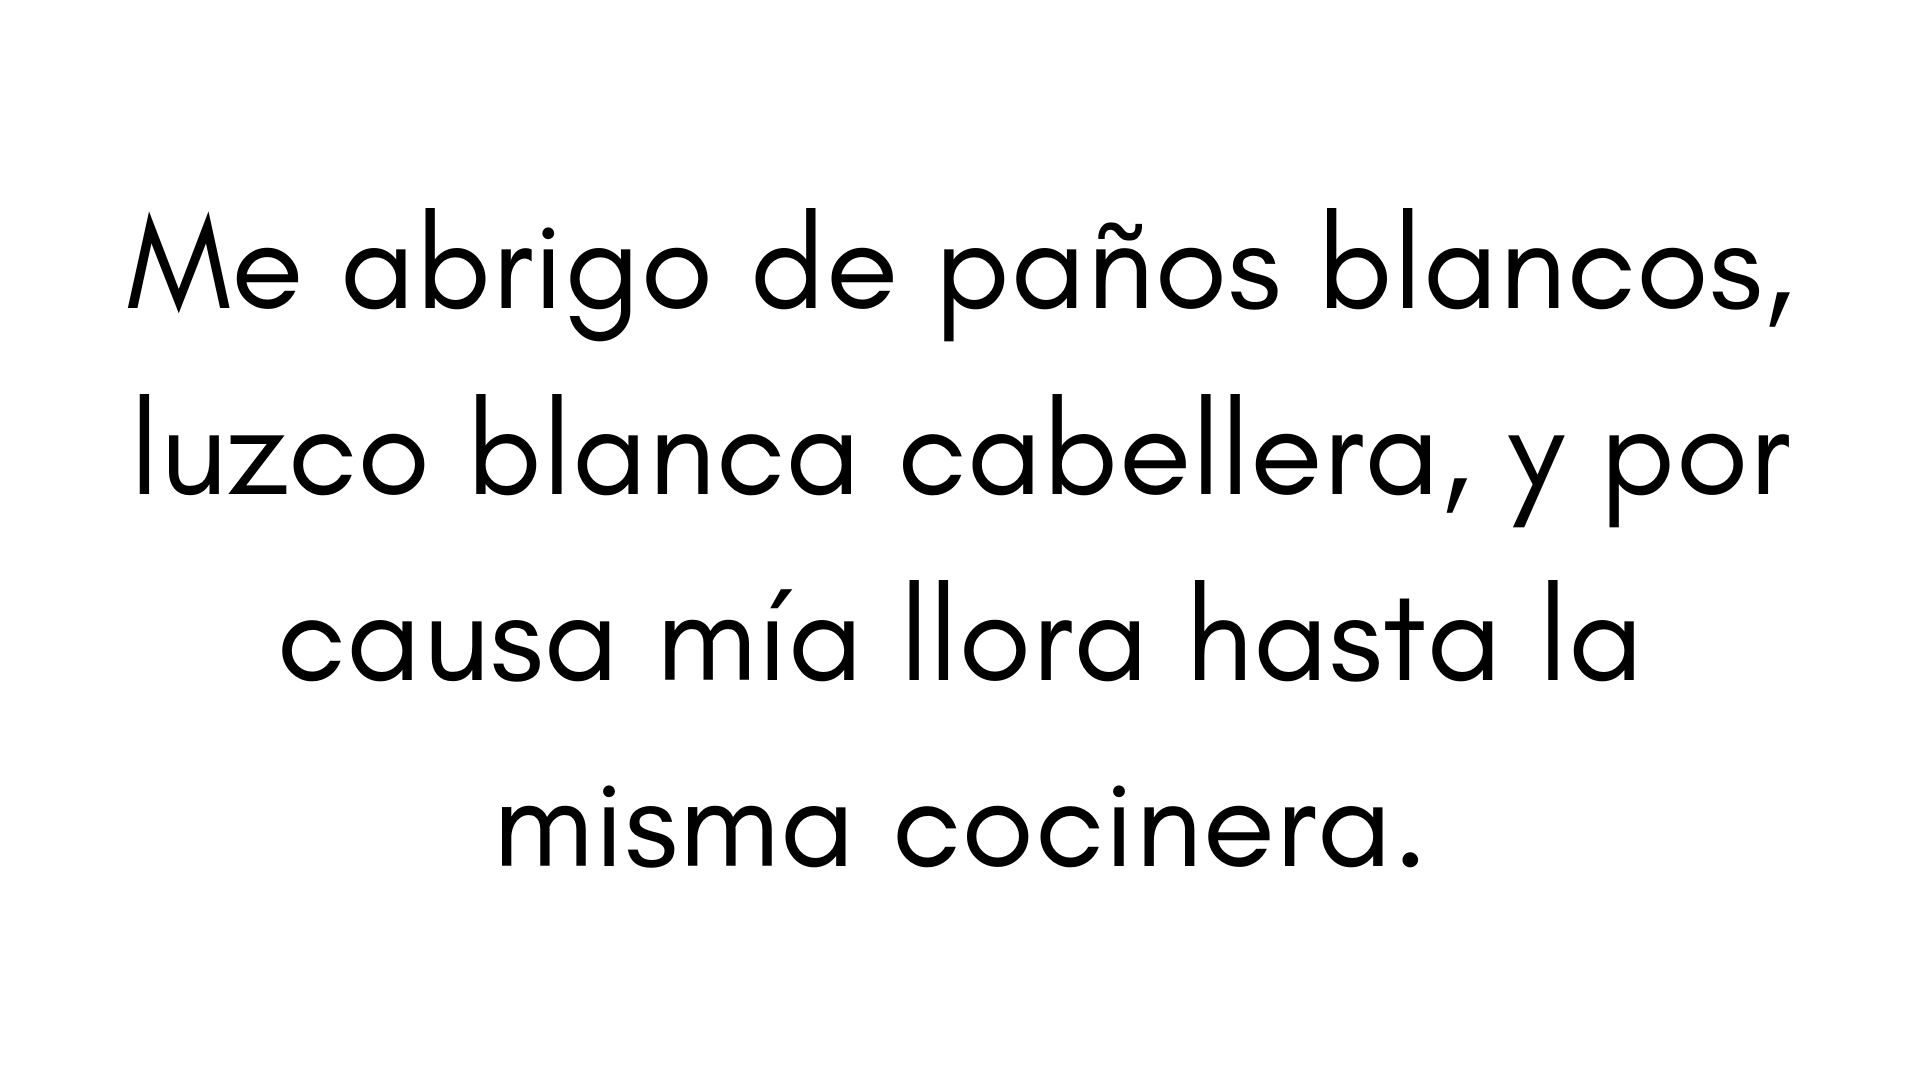 Me abrigo de paños blancos,
luzco blanca cabellera, y por
causa mía llora hasta la
misma cocinera.